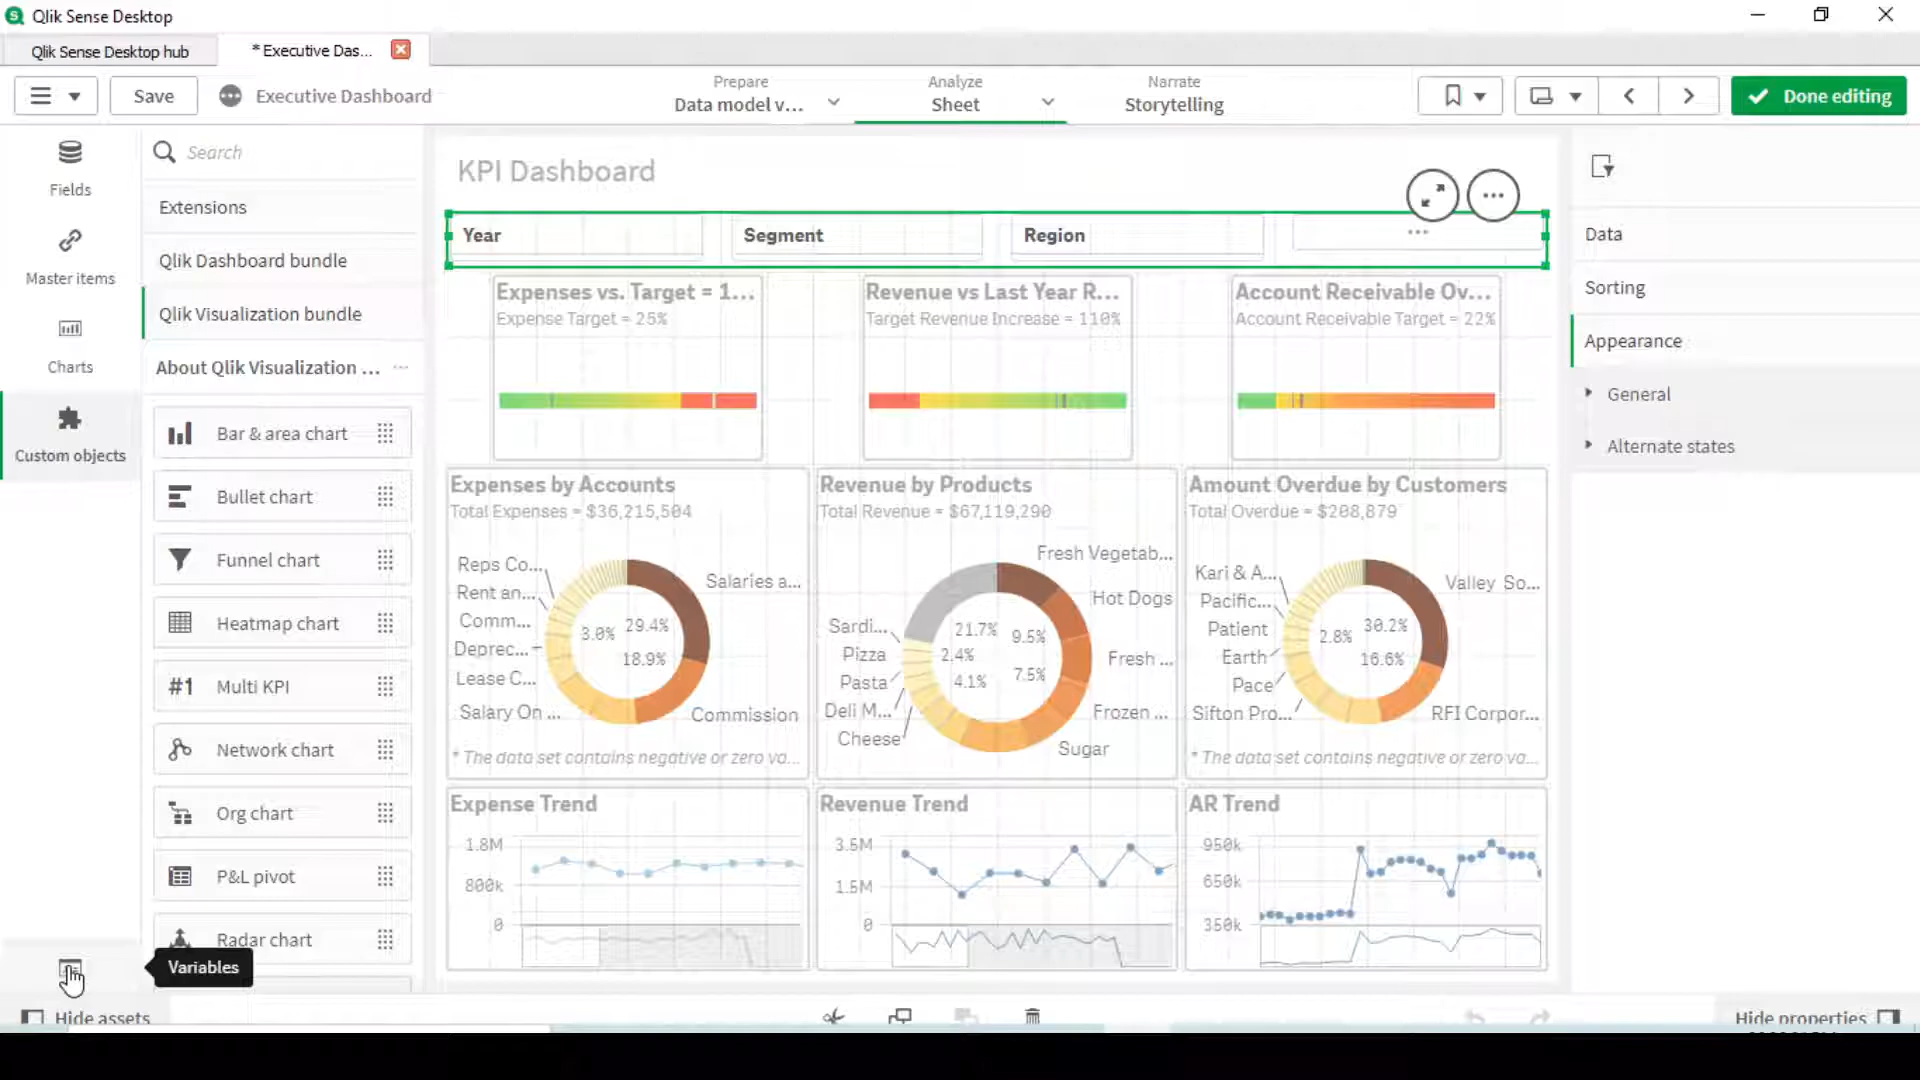 Qlik Sense Desktop
Qlik Sense Desktop hub
* Executive Das...
Save
Executive Dashboard
Prepare
Data model v...
Analyze
Sheet
Narrate
Storytelling
Done editing
Fields
Master items
Charts
Custom objects
Search
Extensions
Qlik Dashboard bundle
Qlik Visualization bundle
About Qlik Visualization ...
Bar & area chart
Bullet chart
Funnel chart
Heatmap chart
#1 Multi KPI
Network chart
Org chart
P&L pivot
Radar chart
Variables
Hide assets
KPI Dashboard
Year
Segment
Region
Expenses vs. Target = 1...
Expense Target = 25%
Revenue vs Last Year R...
Target Revenue Increase = 110%
Account Receivable Ov...
Account Receivable Target = 22%
Expenses by Accounts
Total Expenses = $36,215,504
Reps Co...
Rent an...
Comm...
Deprec...
Lease C...
Salary On ...
Salaries a...
Commission
3.0%
29.4%
18.9%
* The data set contains negative or zero va...
Revenue by Products
Total Revenue = $67,119,290
Fresh Vegetab...
Hot Dogs
Fresh ...
Frozen ...
Sugar
Sardi...
Pizza
Pasta
Deli M...
Cheese
21.7%
9.5%
2.4%
7.5%
4.1%
Amount Overdue by Customers
Total Overdue = $208,879
Kari & A...
Pacific...
Patient
Earth
Pace
Sifton Pro...
Valley So...
RFI Corpor...
2.8%
30.2%
16.6%
* The data set contains negative or zero va...
Expense Trend
1.8M
800k
0
Revenue Trend
3.5M
1.5M
0
AR Trend
950k
650k
350k
Data
Sorting
Appearance
General
Alternate states
Hide properties